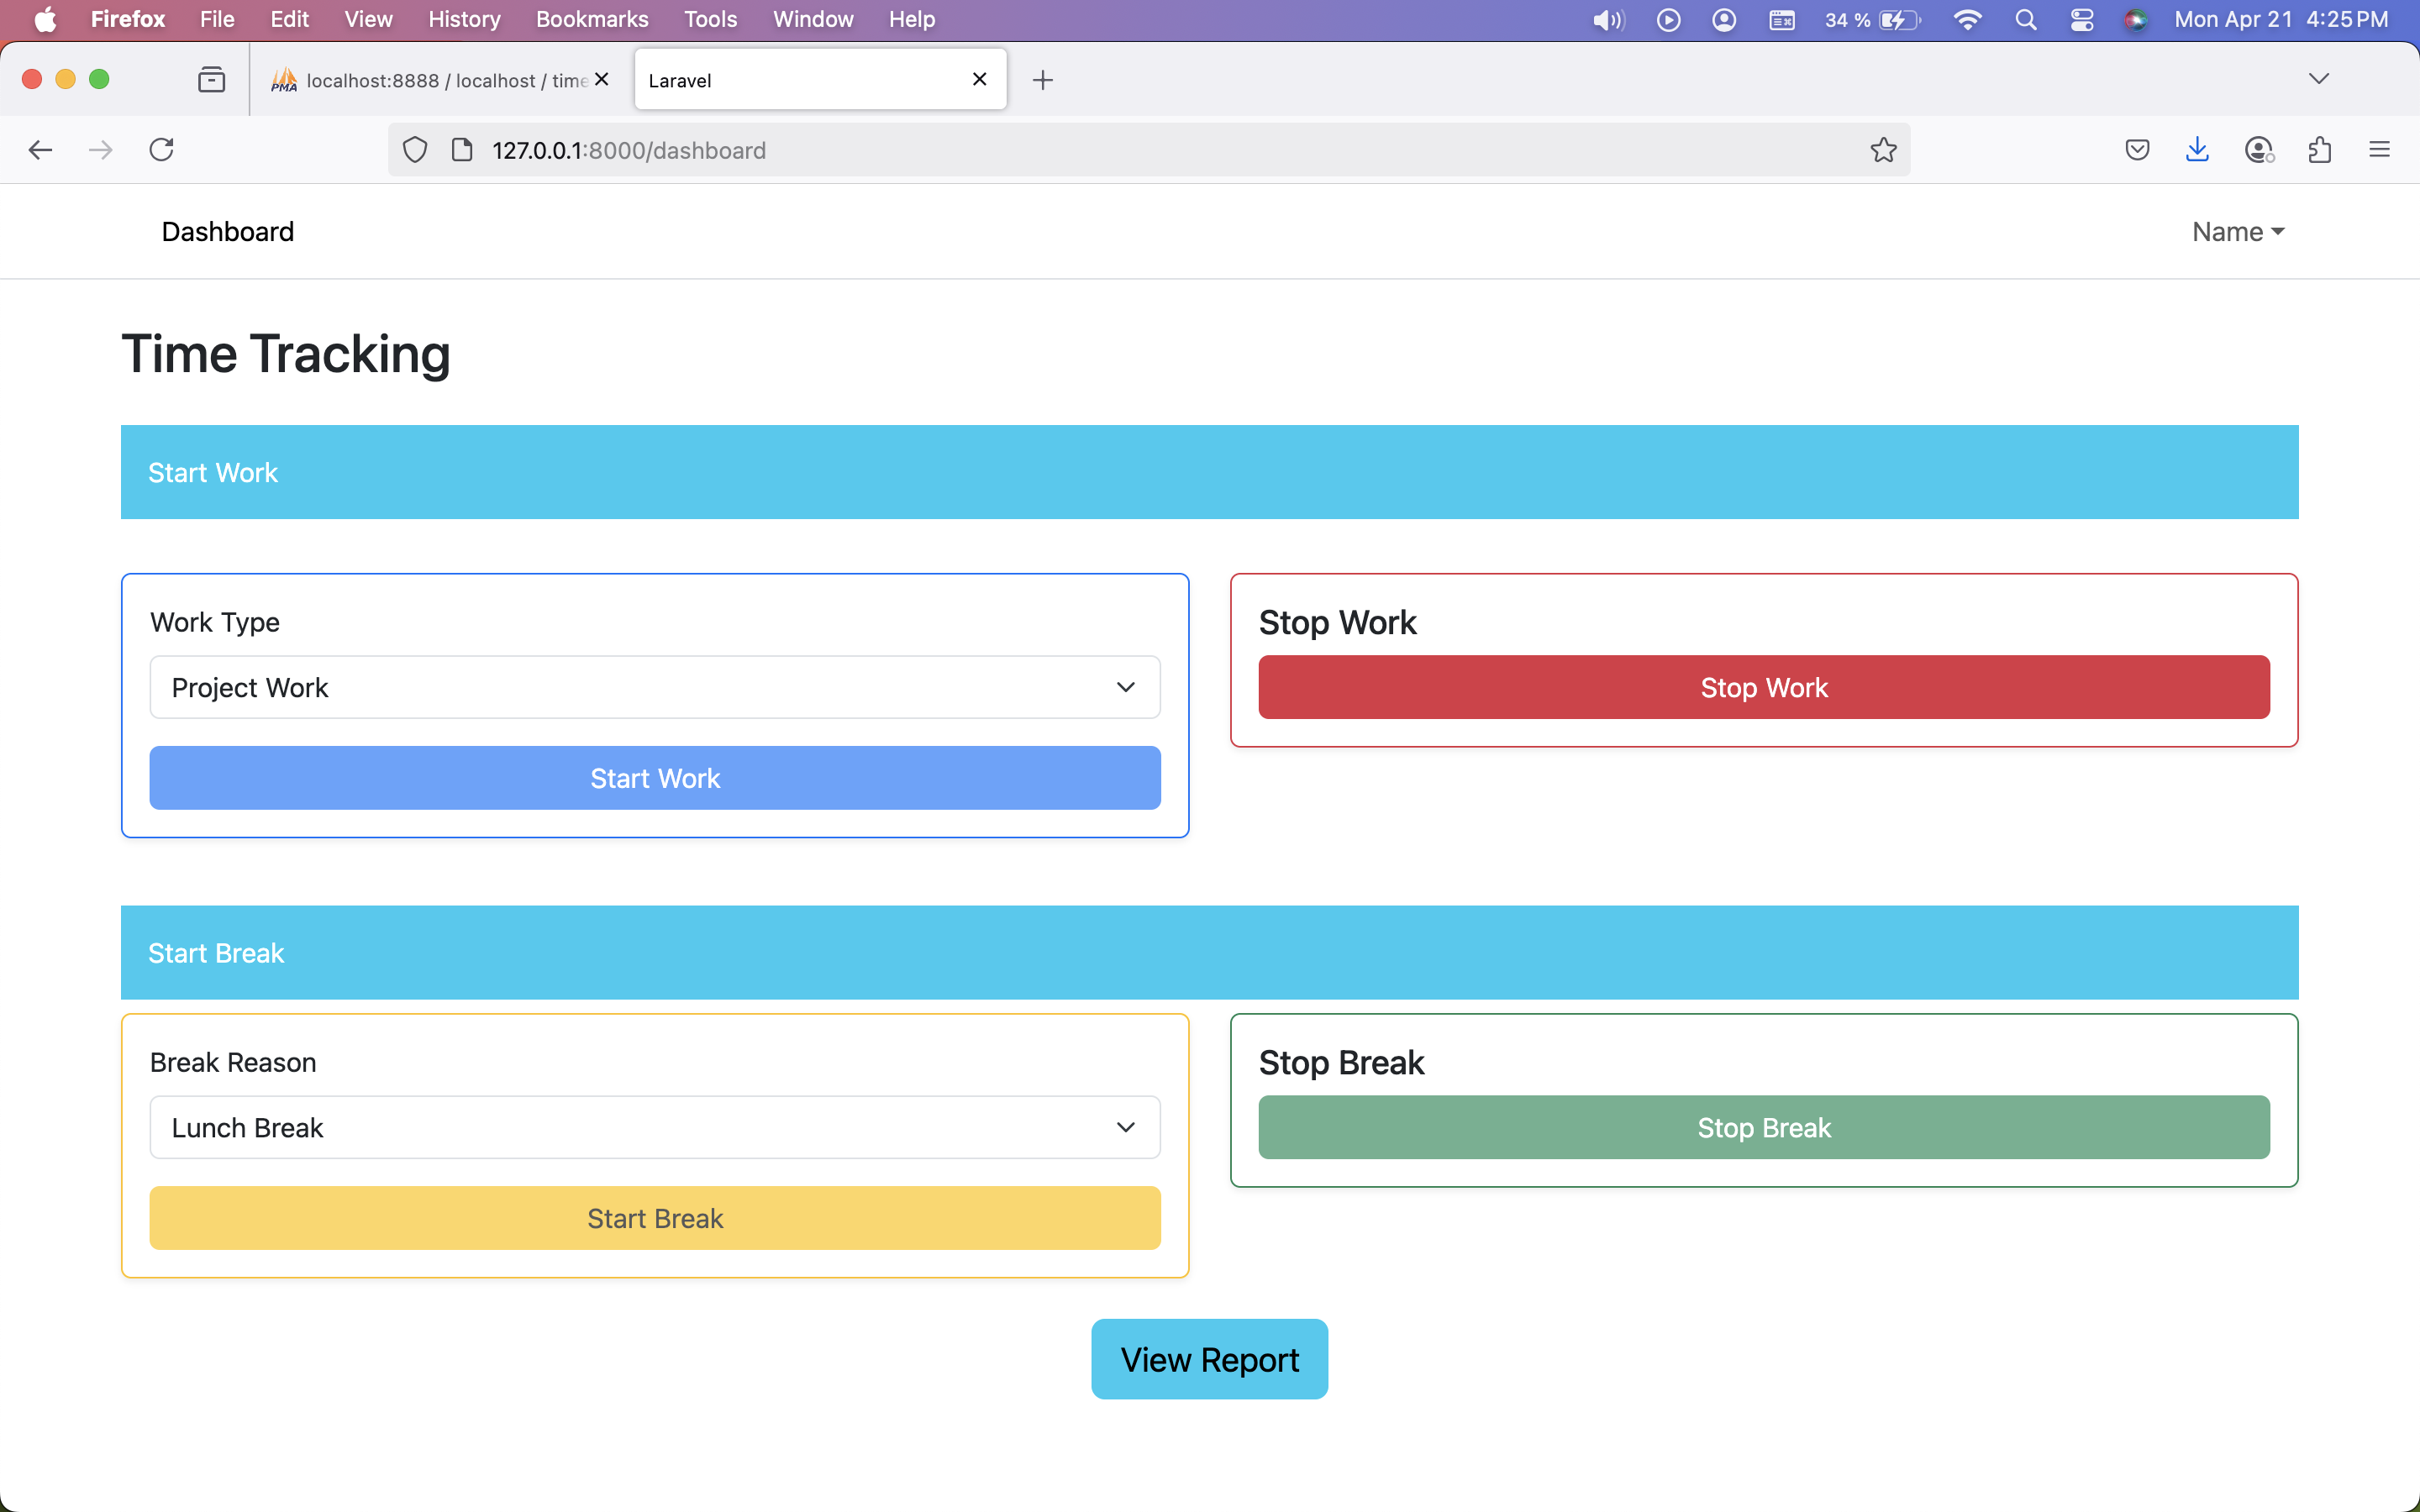 Firefox File Edit View History Bookmarks Tools Window Help 34 % Mon Apr 21 4:25 PM
PMA localhost:8888 / localhost / time Laravel
127.0.0.1:8000/dashboard
Dashboard Name
Time Tracking
Start Work
Work Type
Project Work
Start Work
Stop Work
Stop Work
Start Break
Break Reason
Lunch Break
Start Break
Stop Break
Stop Break
View Report